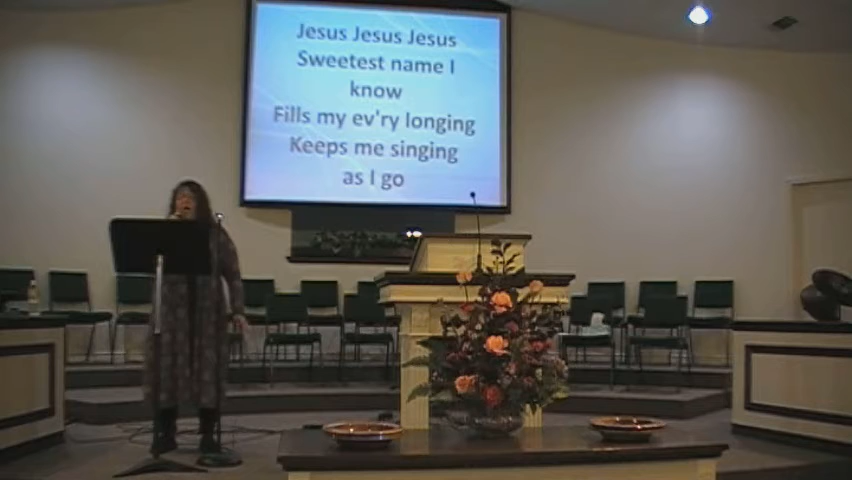 Jesus Jesus Jesus
Sweetest name I
know
Fills my ev'ry longing
Keeps me singing
as I go